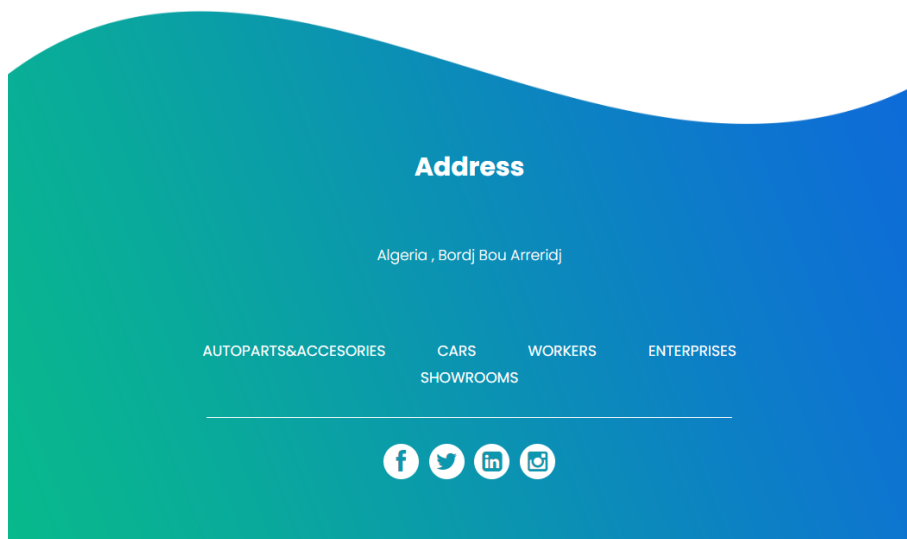 Address
Algeria , Bordj Bou Arreridj
AUTOPARTS&ACCESORIES CARS WORKERS ENTERPRISES
SHOWROOMS